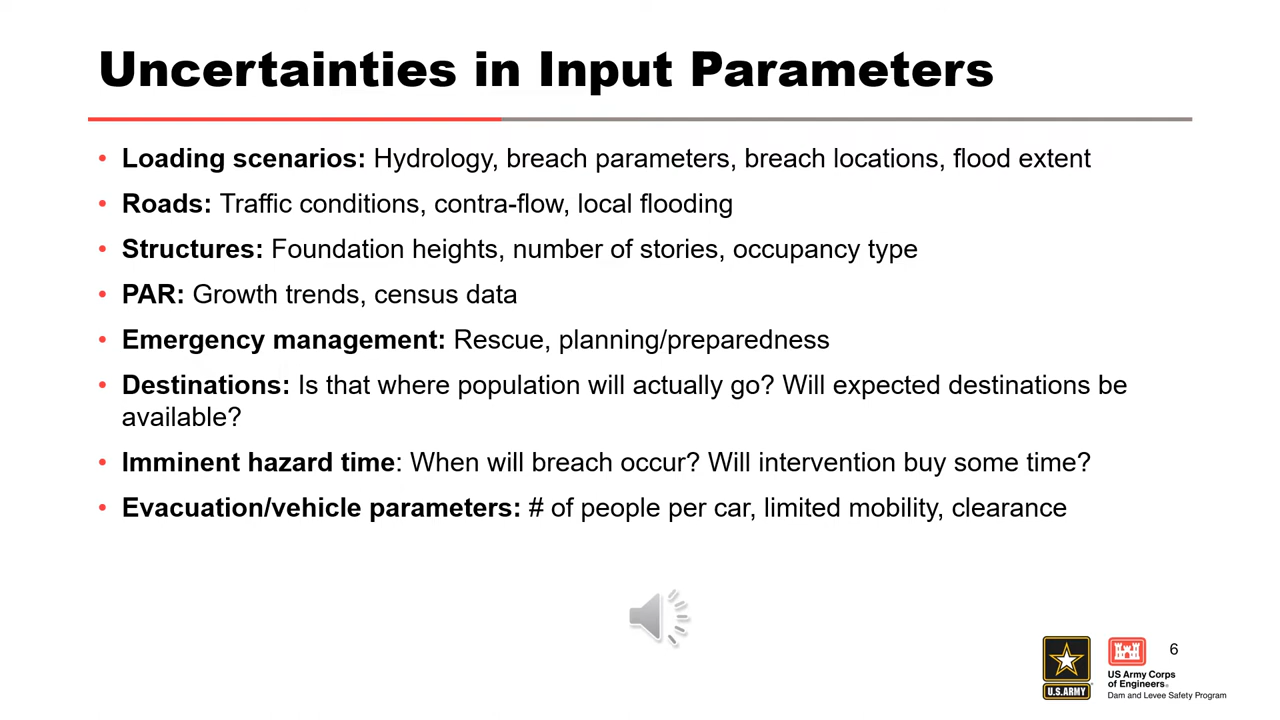 Uncertainties in Input Parameters
• Loading scenarios: Hydrology, breach parameters, breach locations, flood extent
• Roads: Traffic conditions, contra-flow, local flooding
• Structures: Foundation heights, number of stories, occupancy type
• PAR: Growth trends, census data
• Emergency management: Rescue, planning/preparedness
• Destinations: Is that where population will actually go? Will expected destinations be
available?
• Imminent hazard time: When will breach occur? Will intervention buy some time?
• Evacuation/vehicle parameters: # of people per car, limited mobility, clearance
6
U.S.ARMY
US Army Corps
of Engineers®
Dam and Levee Safety Program